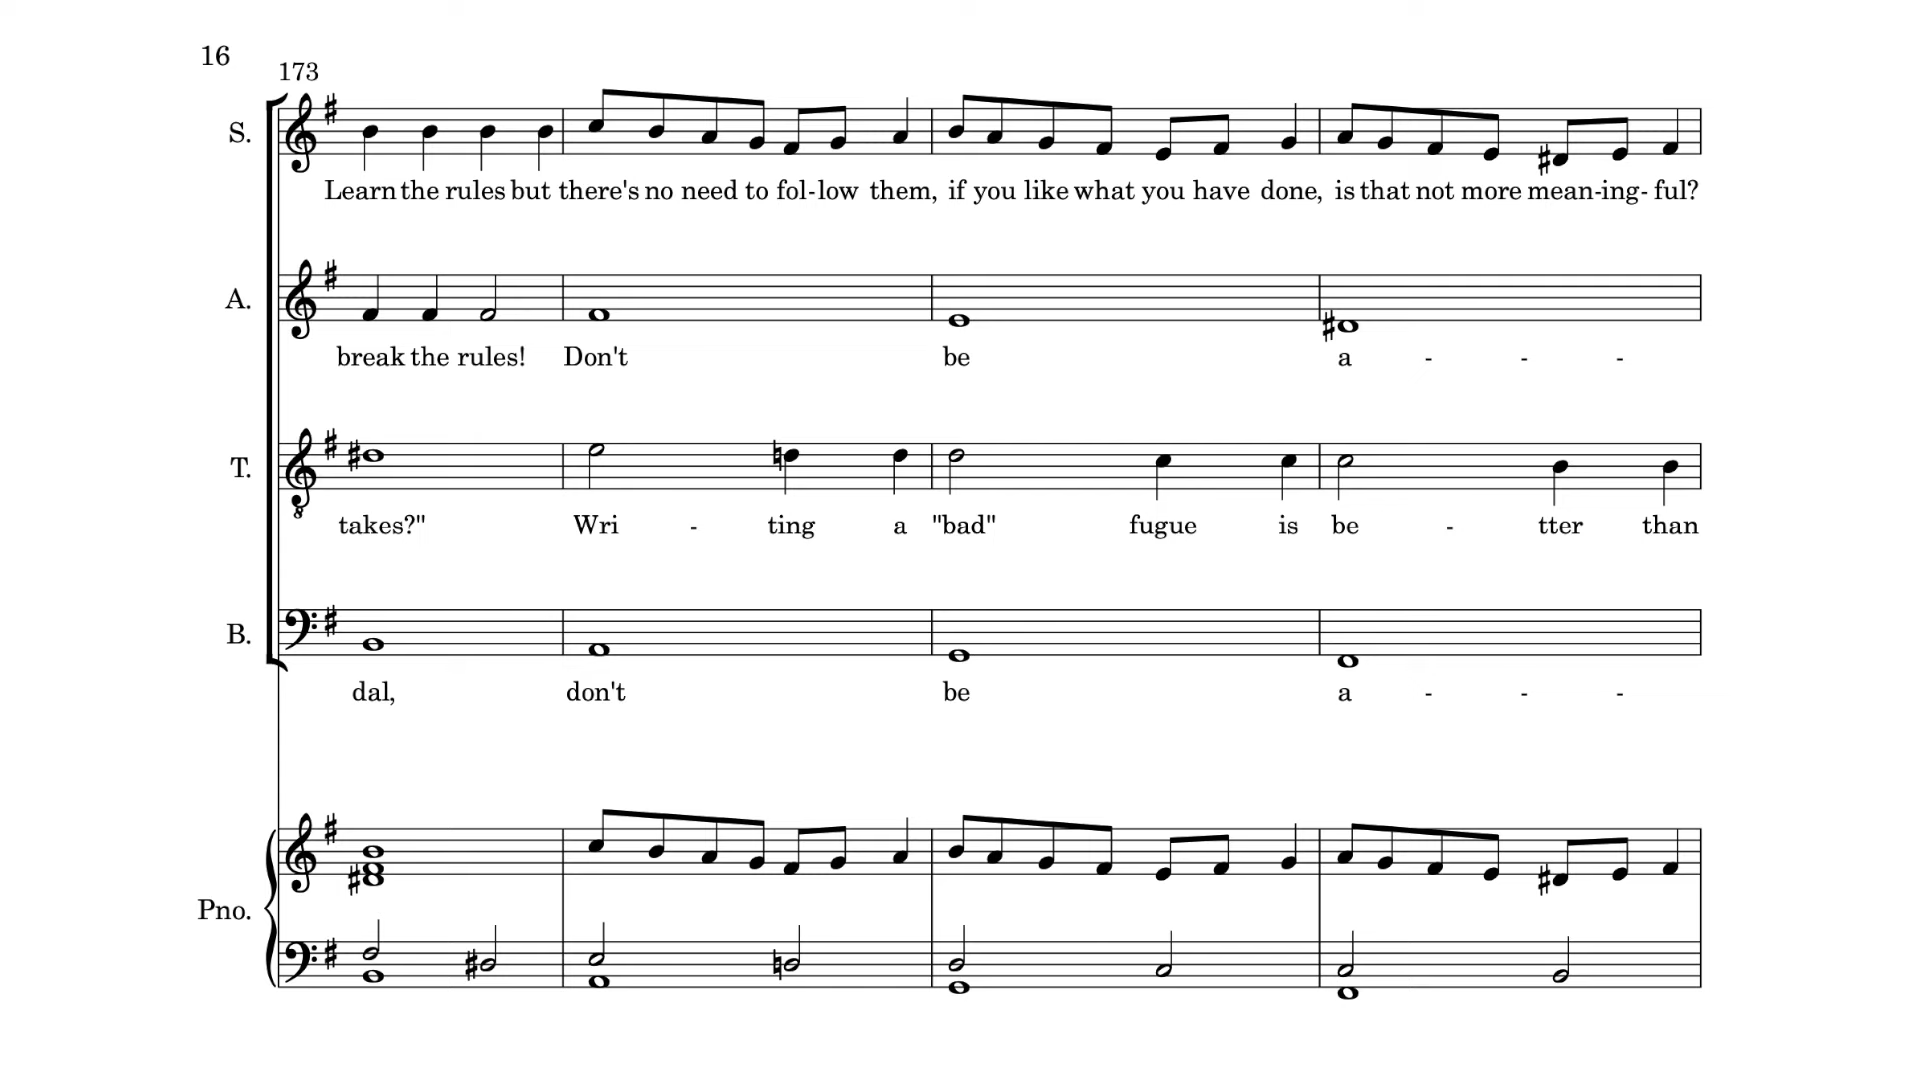 16
173
S.
Learn the rules but there's no need to fol-low them, if you like what you have done, is that not more mean-ing-ful?
A.
break the rules! Don't be a - - -
T.
takes?" Wri - ting a "bad" fugue is be - tter than
B.
dal, don't be a - - -
Pno.